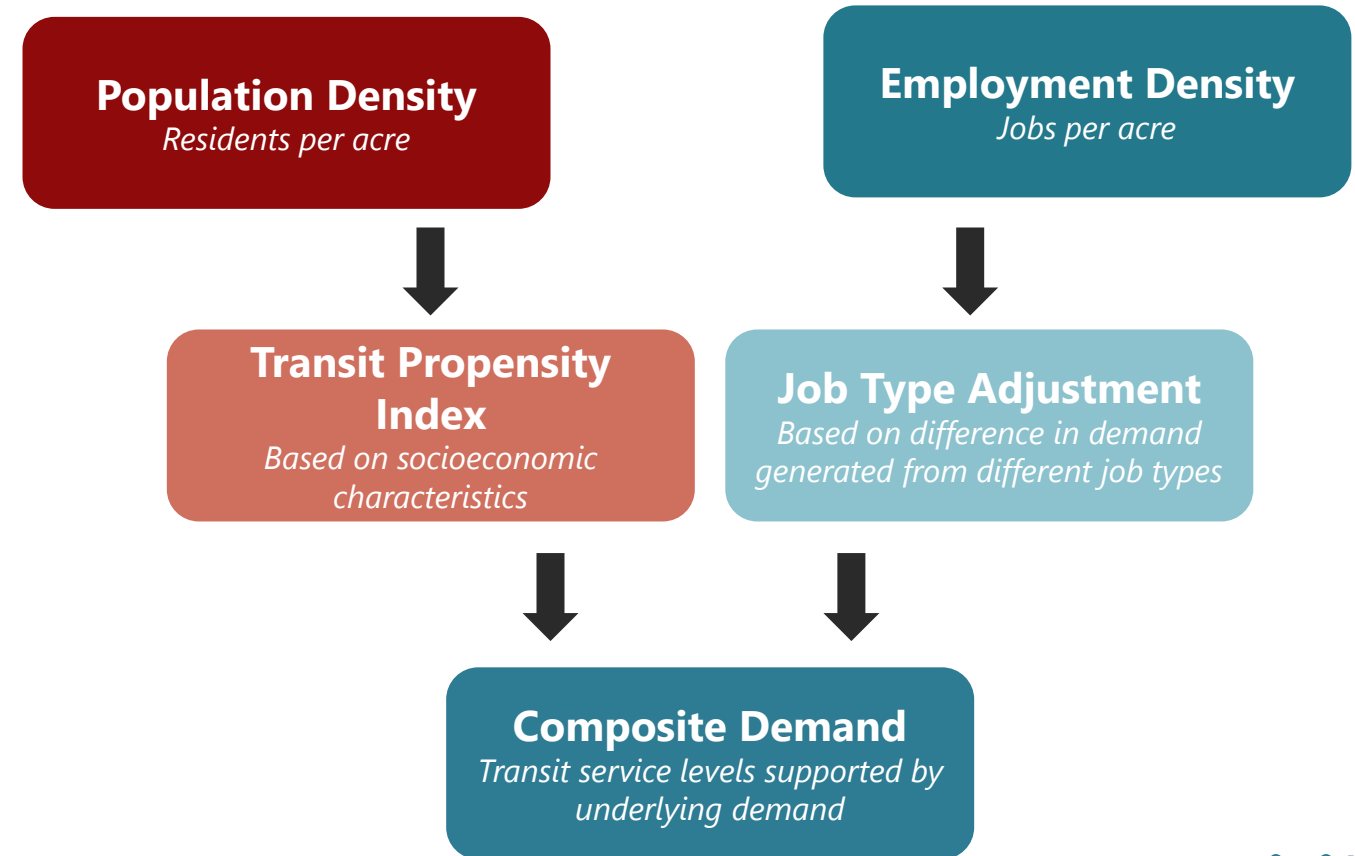 Population Density
Residents per acre
Employment Density
Jobs per acre
Transit Propensity
Index
Based on socioeconomic
characteristics
Job Type Adjustment
Based on difference in demand
generated from different job types
Composite Demand
Transit service levels supported by
underlying demand